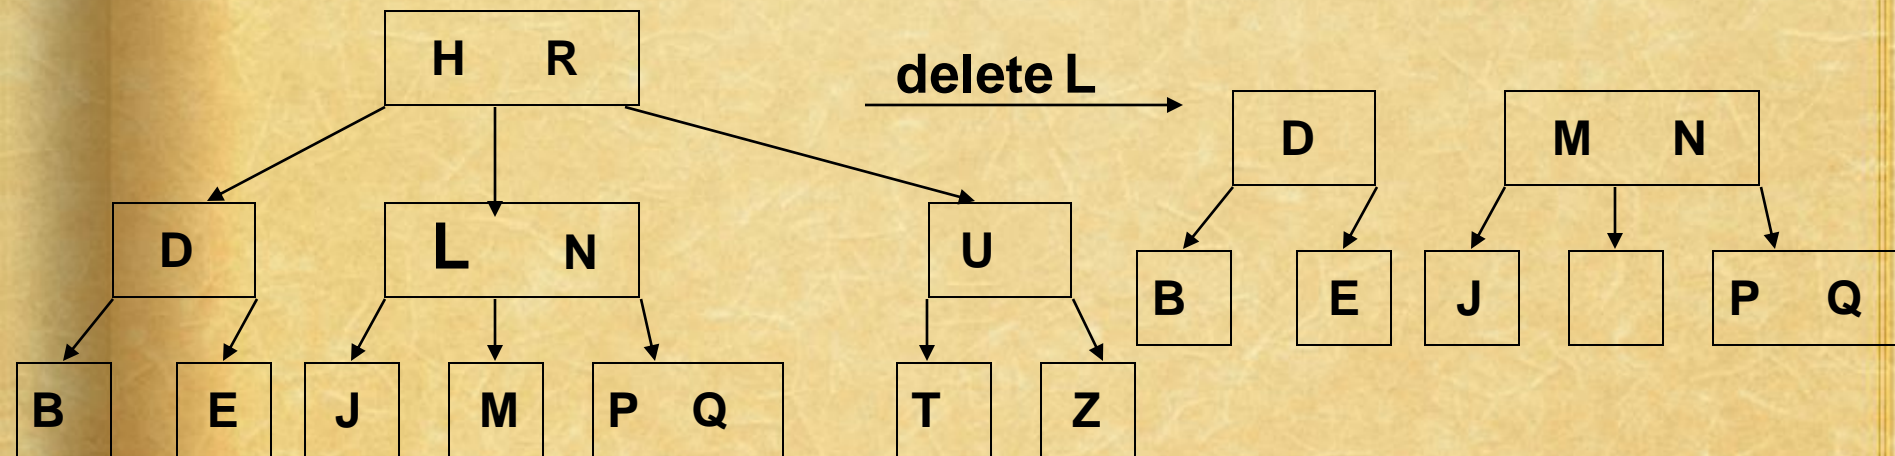 H R
delete L
D M N
D L N U
B E J P Q
B E J M P Q T Z